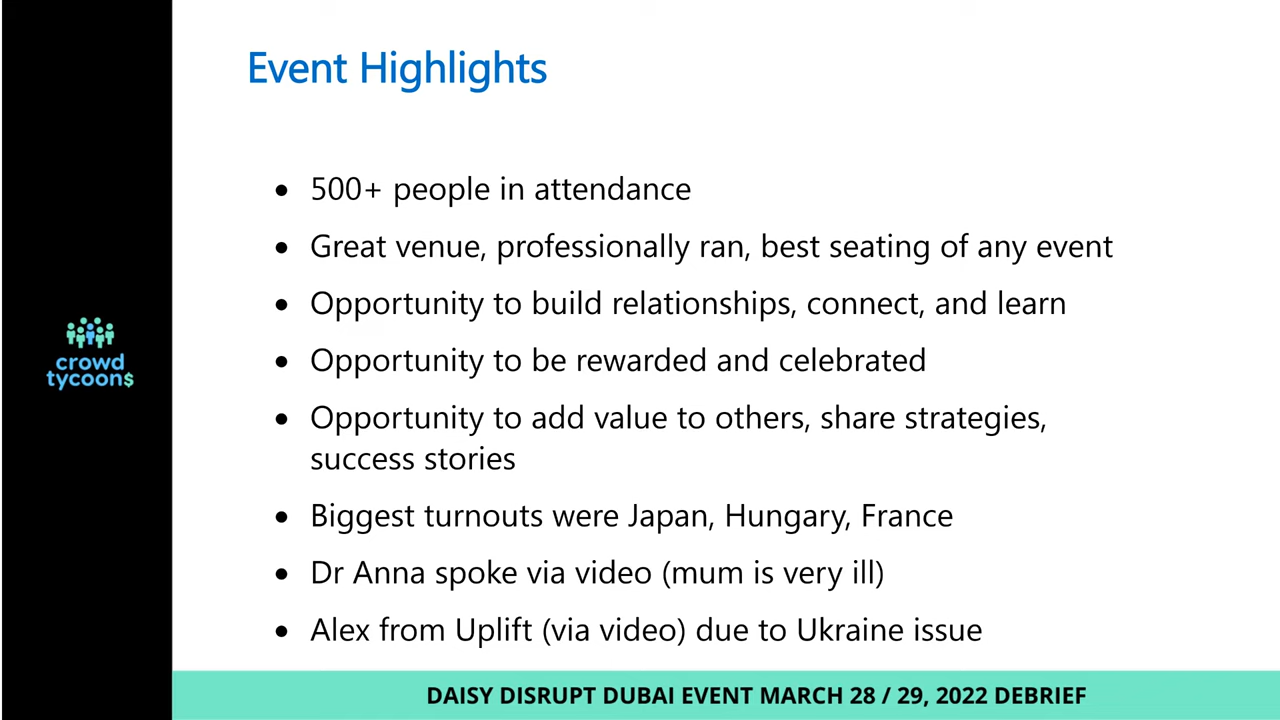 Event Highlights
• 500+ people in attendance
• Great venue, professionally ran, best seating of any event
• Opportunity to build relationships, connect, and learn
• Opportunity to be rewarded and celebrated
• Opportunity to add value to others, share strategies,
success stories
• Biggest turnouts were Japan, Hungary, France
• Dr Anna spoke via video (mum is very ill)
• Alex from Uplift (via video) due to Ukraine issue
crowd
tycoon$
DAISY DISRUPT DUBAI EVENT MARCH 28 / 29, 2022 DEBRIEF